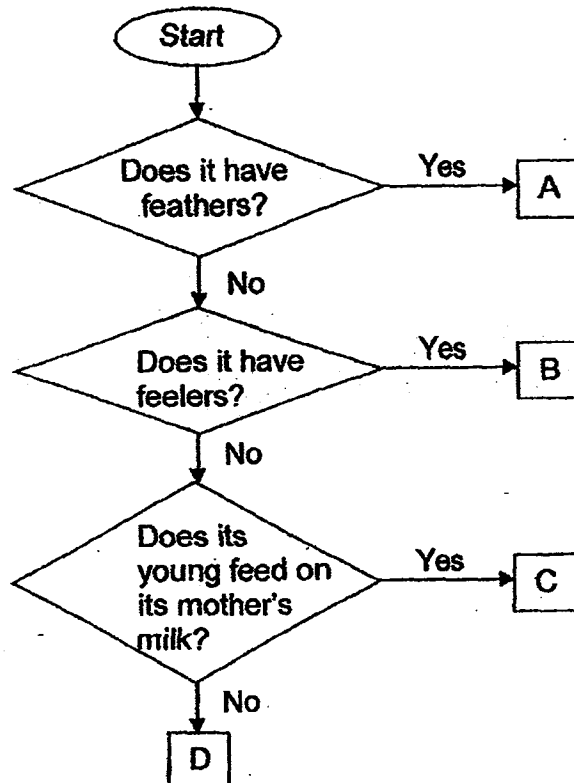 Start
Does it have
feathers?
Yes
A
No
Does it have
feelers?
Yes
B
No
Does its
young feed on
its mother's
milk?
Yes
C
No
D